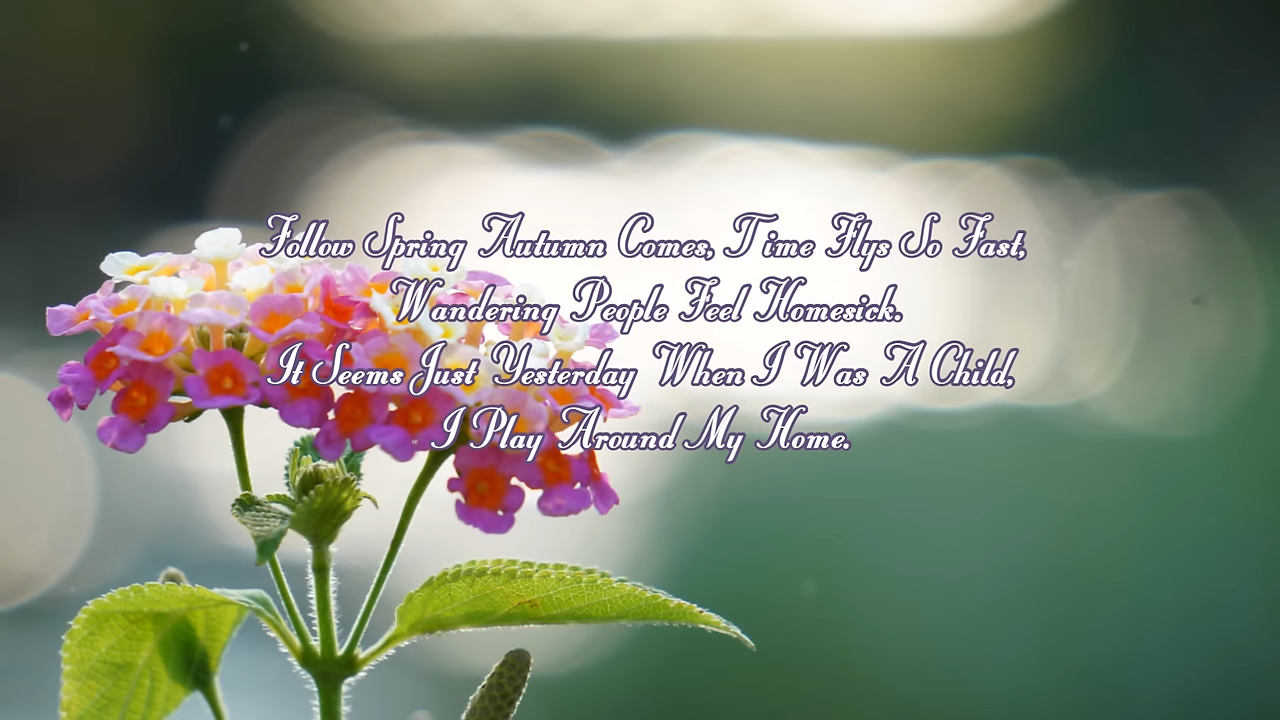 Follow Spring Autumn Comes, Time Flys So Fast,
Wandering People Feel Homesick.
It Seems Just Yesterday When I Was A Child,
I Play Around My Home.